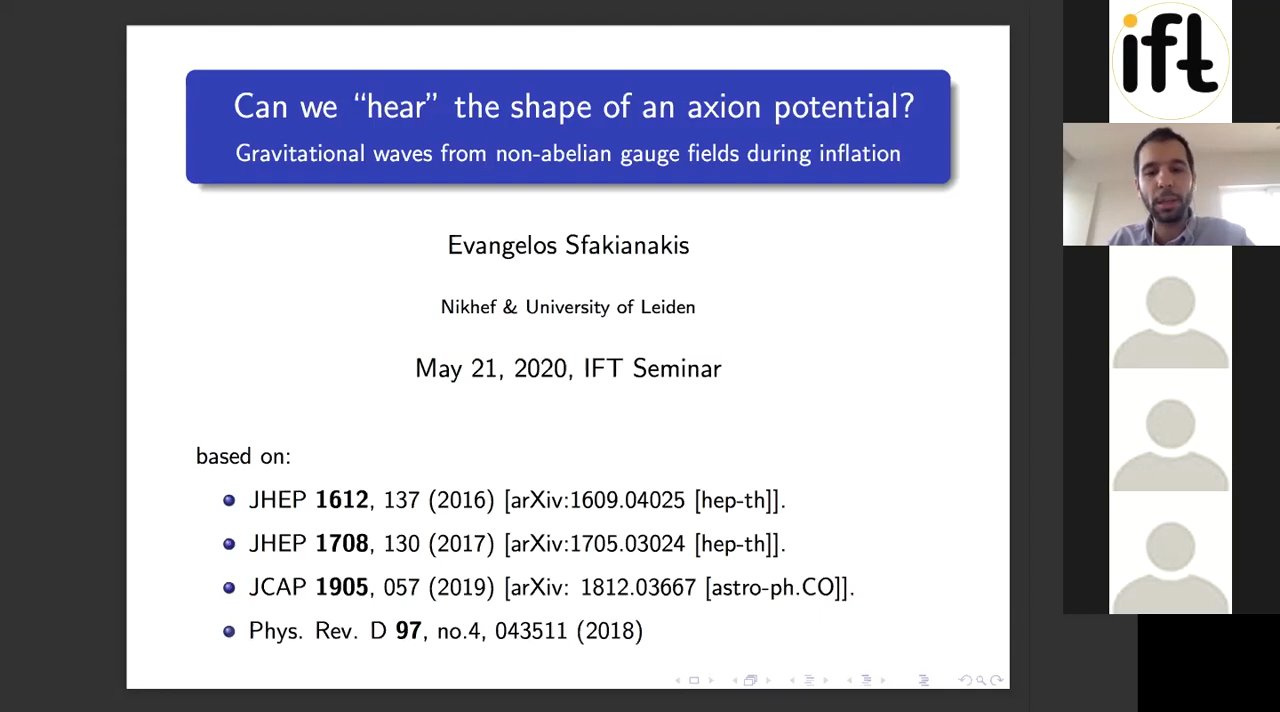 Can we “hear” the shape of an axion potential?
Gravitational waves from non-abelian gauge fields during inflation
Evangelos Sfakianakis
Nikhef & University of Leiden
May 21, 2020, IFT Seminar
based on:
JHEP 1612, 137 (2016) [arXiv:1609.04025 [hep-th]].
JHEP 1708, 130 (2017) [arXiv:1705.03024 [hep-th]].
JCAP 1905, 057 (2019) [arXiv: 1812.03667 [astro-ph.CO]].
Phys. Rev. D 97, no.4, 043511 (2018)
ift